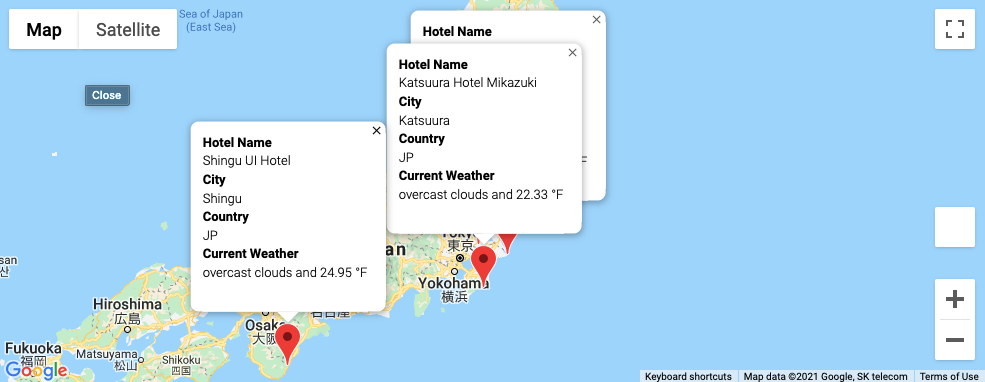 Map
Satellite
Sea of Japan
(East Sea)
Close
Hotel Name
Hotel Name
Katsuura Hotel Mikazuki
City
Katsuura
Country
JP
Current Weather
overcast clouds and 22.33 °F
F
Hotel Name
Shingu UI Hotel
City
Shingu
Country
JP
Current Weather
overcast clouds and 24.95 °F
東京
Yokohama
横浜
名古屋
Hiroshima
広島
Osaka
大阪
Fukuoka
福岡
Matsuyama
松山
Shikoku
四国
Google
Keyboard shortcuts
Map data ©2021 Google, SK telecom
Terms of Use